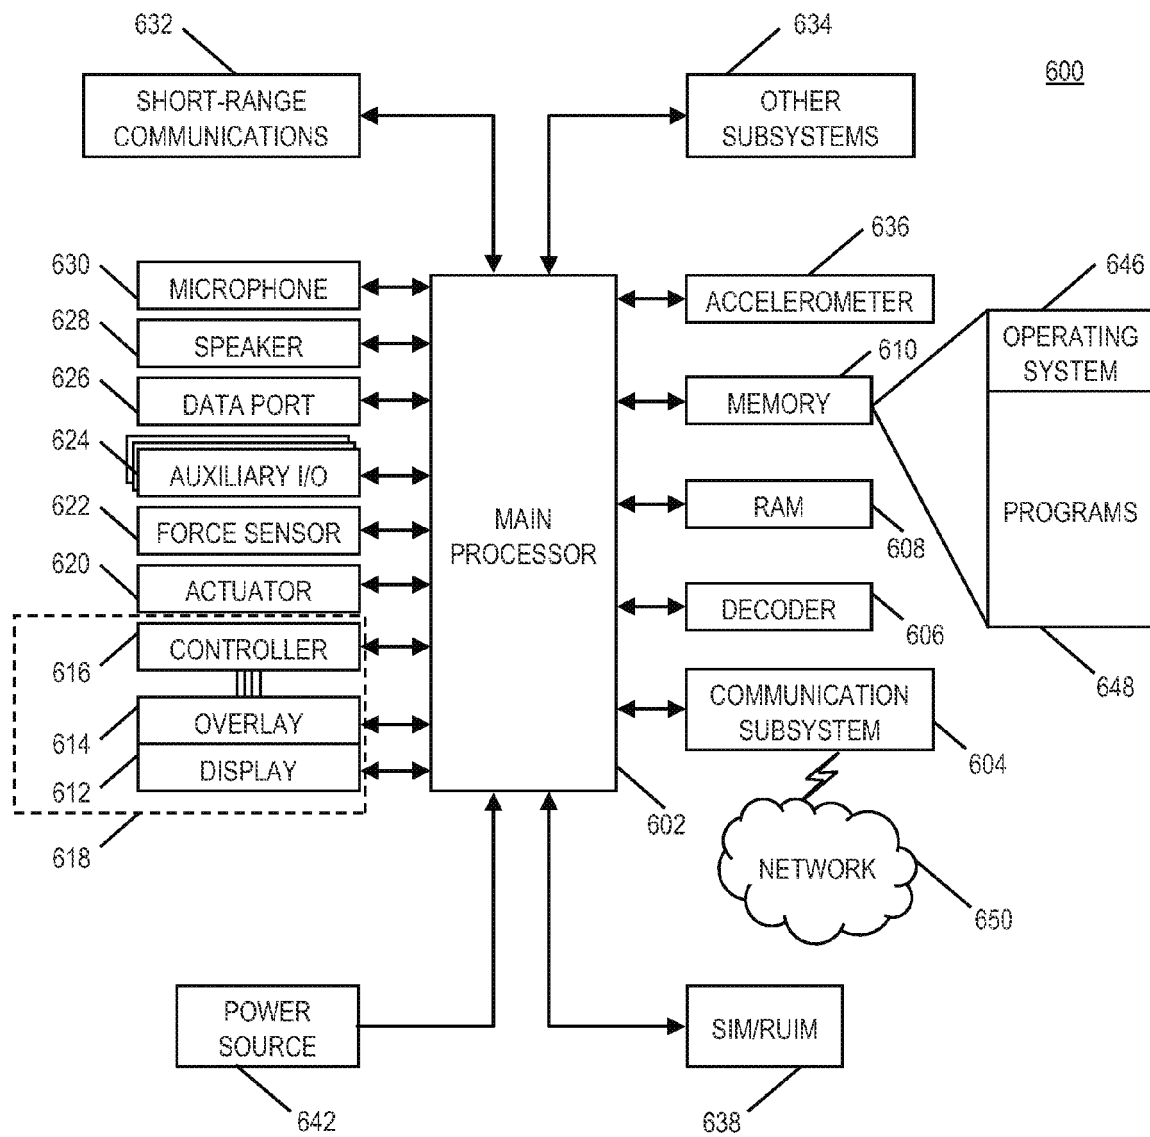 632
634
600
SHORT-RANGE
COMMUNICATIONS
OTHER
SUBSYSTEMS
636
630
MICROPHONE
ACCELEROMETER
646
628
SPEAKER
610
OPERATING
SYSTEM
626
DATA PORT
MEMORY
624
AUXILIARY I/O
622
FORCE SENSOR
MAIN
PROCESSOR
RAM
608
PROGRAMS
620
ACTUATOR
DECODER
606
616
CONTROLLER
648
614
OVERLAY
COMMUNICATION
SUBSYSTEM
604
612
DISPLAY
602
618
NETWORK
650
POWER
SOURCE
SIM/RUIM
642
638